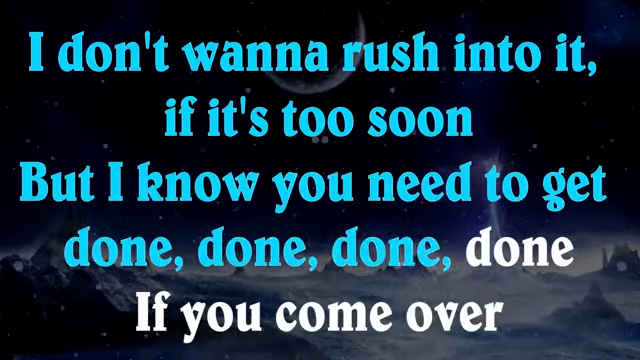 I don't wanna rush into it,
if it's too soon
But I know you need to get
done, done, done, done
If you come over